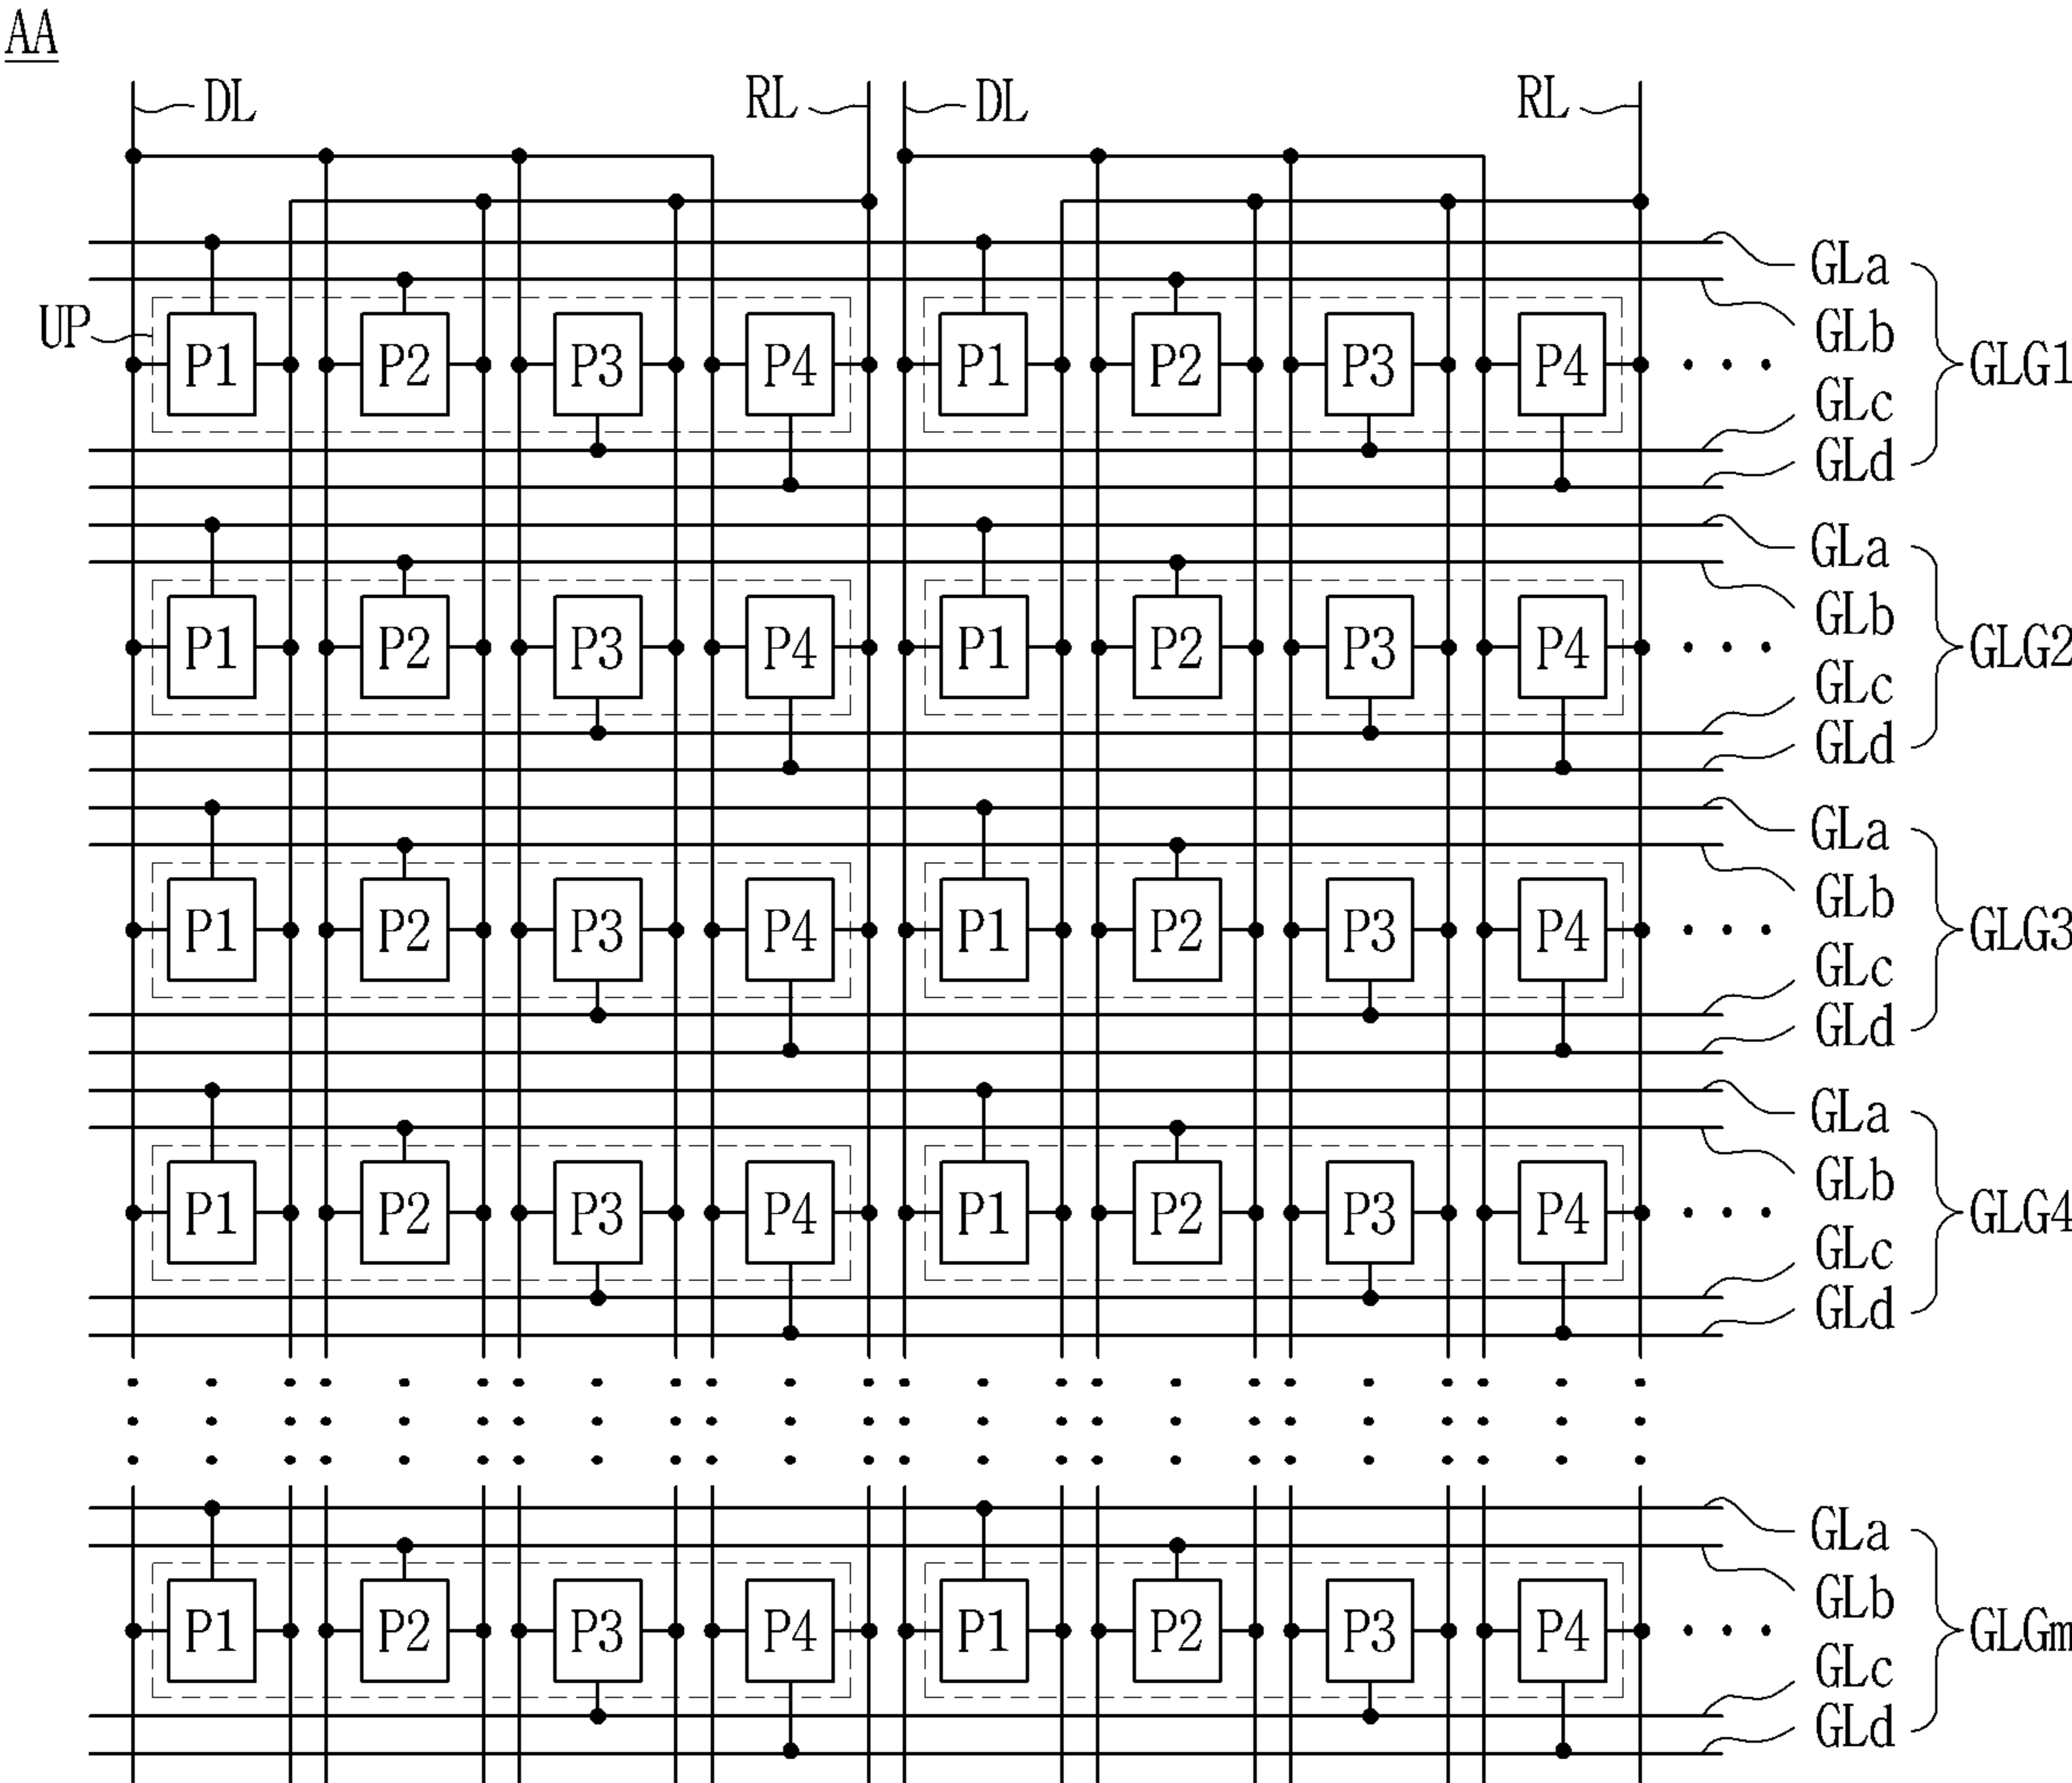 AA
DL RL DL RL
GLa
UP P1 P2 P3 P4 P1 P2 P3 P4 GLb GLG1
GLc
GLd
GLa
GLb
P1 P2 P3 P4 P1 P2 P3 P4 GLG2
GLc
GLd
GLa
GLb
P1 P2 P3 P4 P1 P2 P3 P4 GLG3
GLc
GLd
GLa
GLb
P1 P2 P3 P4 P1 P2 P3 P4 GLG4
GLc
GLd
GLa
GLb
P1 P2 P3 P4 P1 P2 P3 P4 GLGm
GLc
GLd